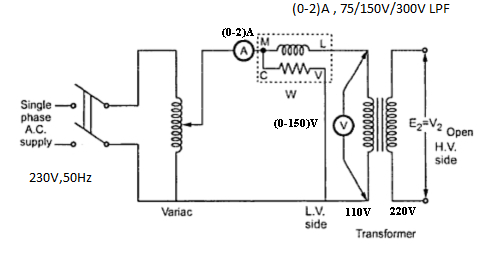 (0-2)A , 75/150V/300V LPF
(0-2)A
M
L
A
C
V
W
Single
phase
A.C.
supply
(0-150)V
V
E2=V2
Open
H.V.
side
230V,50Hz
Variac
L.V.
side
110V
220V
Transformer